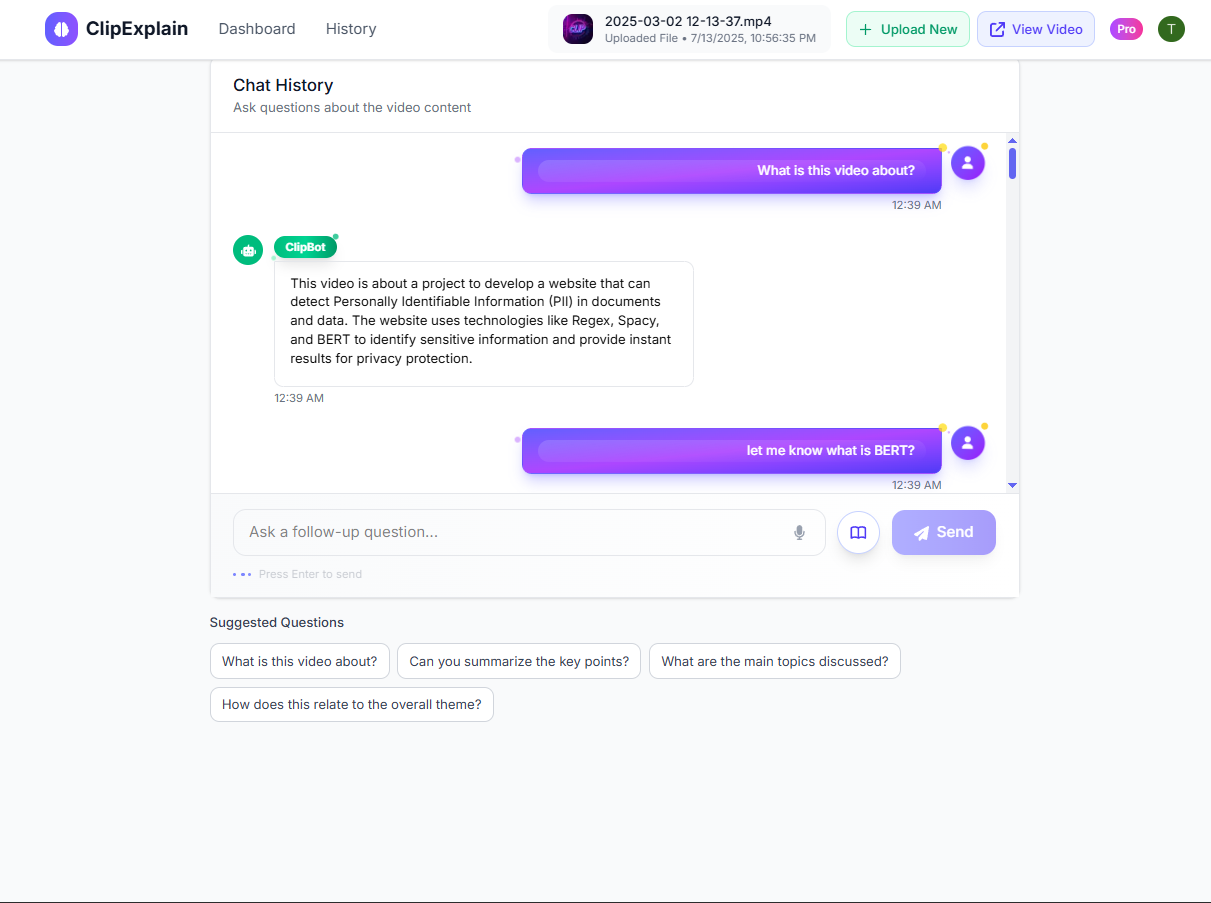 ClipExplain
Dashboard
History
CLIP
2025-03-02 12-13-37.mp4
Uploaded File • 7/13/2025, 10:56:35 PM
Upload New
View Video
Pro
T
Chat History
Ask questions about the video content
What is this video about?
12:39 AM
ClipBot
This video is about a project to develop a website that can
detect Personally Identifiable Information (PII) in documents
and data. The website uses technologies like Regex, Spacy,
and BERT to identify sensitive information and provide instant
results for privacy protection.
12:39 AM
let me know what is BERT?
12:39 AM
Ask a follow-up question...
Send
Press Enter to send
Suggested Questions
What is this video about?
Can you summarize the key points?
What are the main topics discussed?
How does this relate to the overall theme?